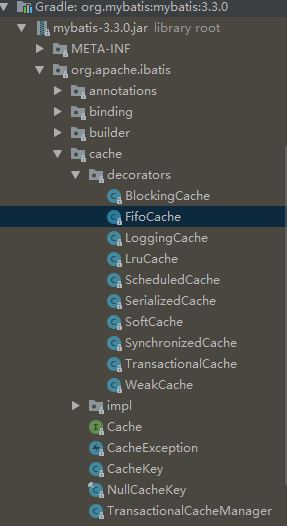 Gradle: org.mybatis:mybatis:3.3.0
mybatis-3.3.0.jar library root
META-INF
org.apache.ibatis
annotations
binding
builder
cache
decorators
BlockingCache
FifoCache
LoggingCache
LruCache
ScheduledCache
SerializedCache
SoftCache
SynchronizedCache
TransactionalCache
WeakCache
impl
Cache
CacheException
CacheKey
NullCacheKey
TransactionalCacheManager